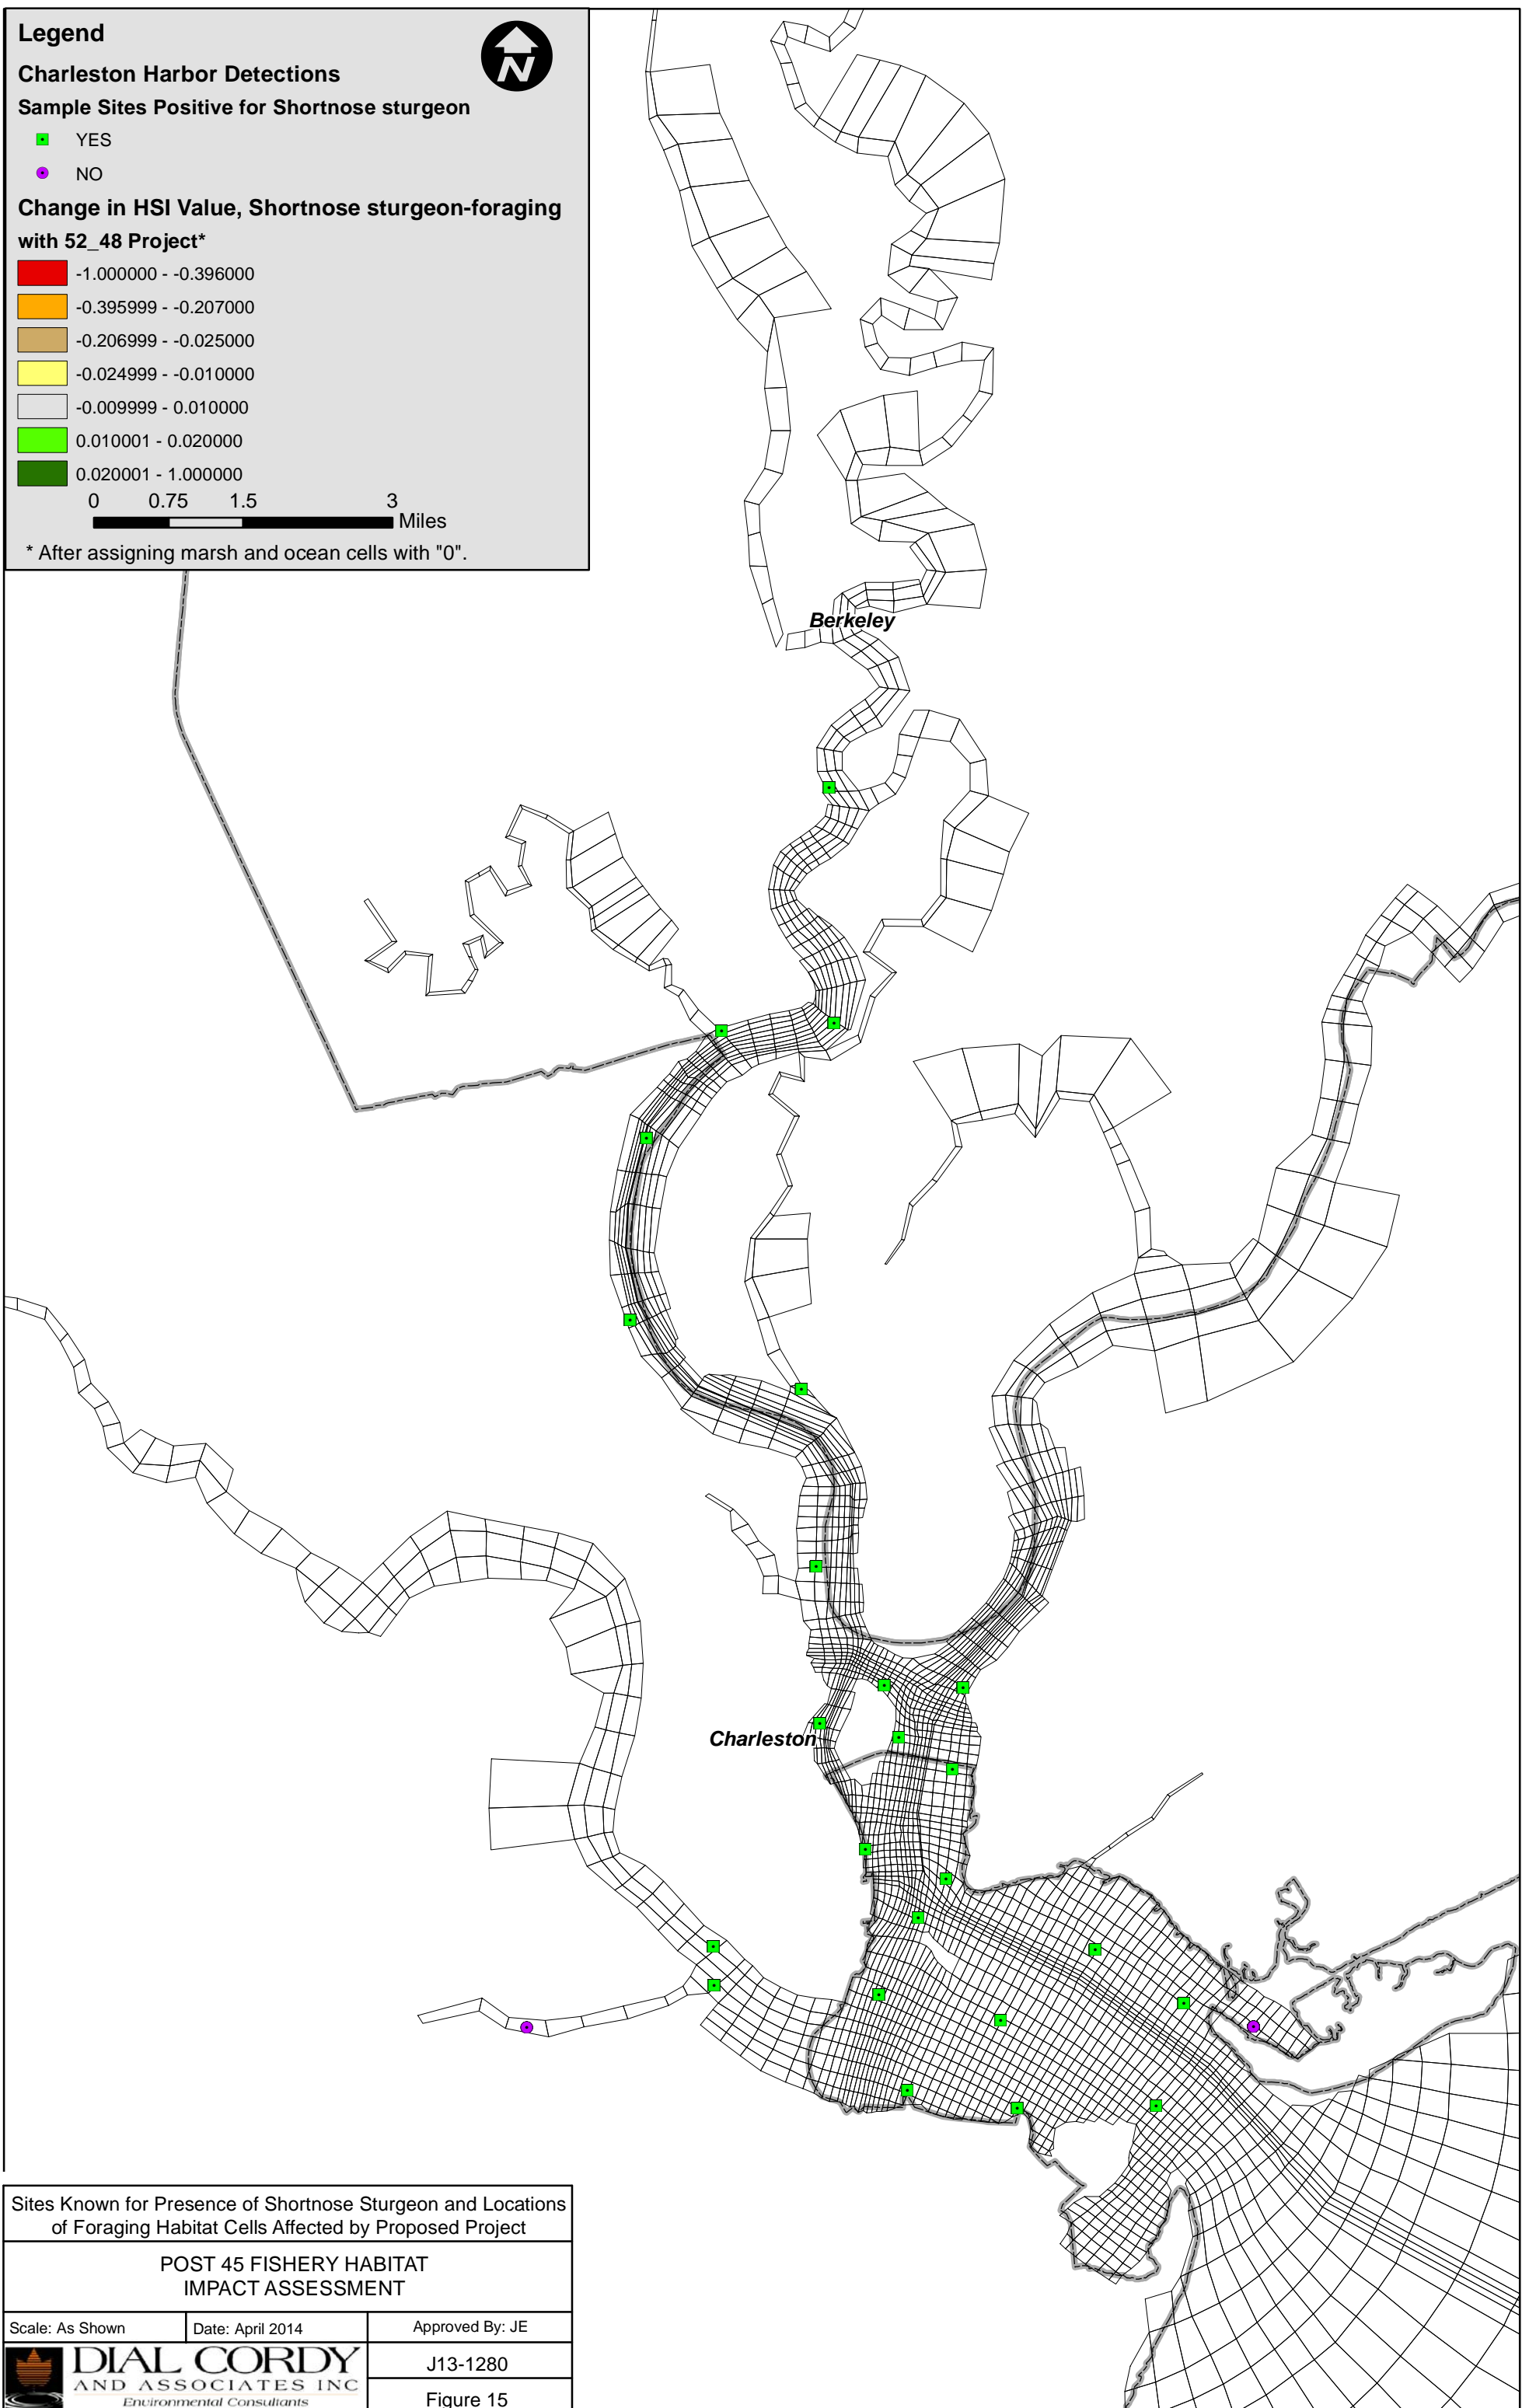 Legend
Charleston Harbor Detections
Sample Sites Positive for Shortnose sturgeon
YES
NO
Change in HSI Value, Shortnose sturgeon-foraging
with 52_48 Project*
-1.000000 - -0.396000
-0.395999 - -0.207000
-0.206999 - -0.025000
-0.024999 - -0.010000
-0.009999 - 0.010000
0.010001 - 0.020000
0.020001 - 1.000000
0 0.75 1.5 3
Miles
* After assigning marsh and ocean cells with "0".
N
Berkeley
Charleston
Sites Known for Presence of Shortnose Sturgeon and Locations
of Foraging Habitat Cells Affected by Proposed Project
POST 45 FISHERY HABITAT
IMPACT ASSESSMENT
Scale: As Shown
Date: April 2014
Approved By: JE
DIAL CORDY
AND ASSOCIATES INC
Environmental Consultants
J13-1280
Figure 15